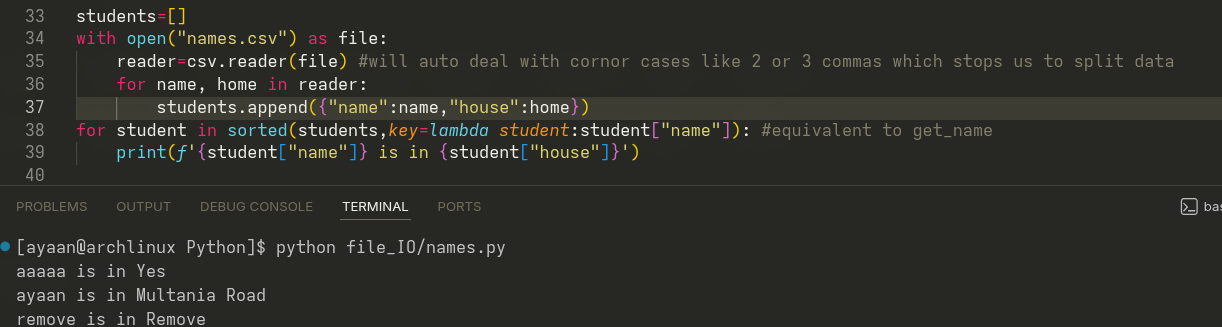 33 students=[]
34 with open("names.csv") as file:
35     reader=csv.reader(file) #will auto deal with cornor cases like 2 or 3 commas which stops us to split data
36     for name, home in reader:
37         students.append({"name":name,"house":home})
38 for student in sorted(students,key=lambda student:student["name"]): #equivalent to get_name
39     print(f'{student["name"]} is in {student["house"]}')
40
PROBLEMS OUTPUT DEBUG CONSOLE TERMINAL PORTS bas
[ayaan@archlinux Python]$ python file_IO/names.py
aaaaa is in Yes
ayaan is in Multania Road
remove is in Remove